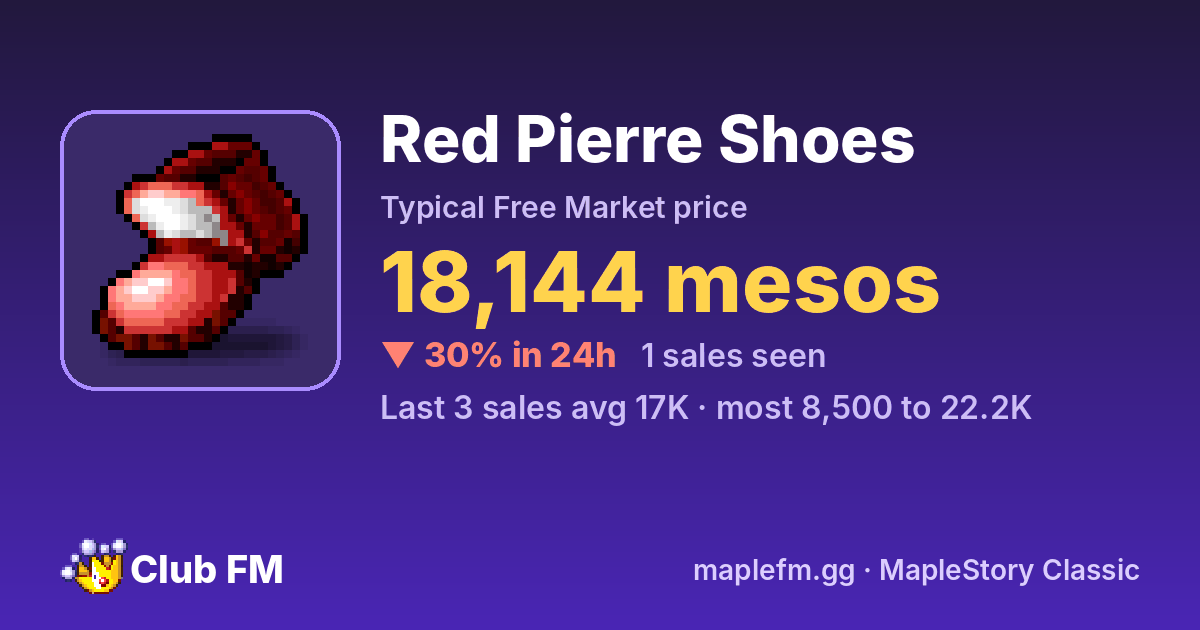 Red Pierre Shoes
Typical Free Market price
18,144 mesos
▼ 30% in 24h 1 sales seen
Last 3 sales avg 17K · most 8,500 to 22.2K
Club FM
maplefm.gg · MapleStory Classic